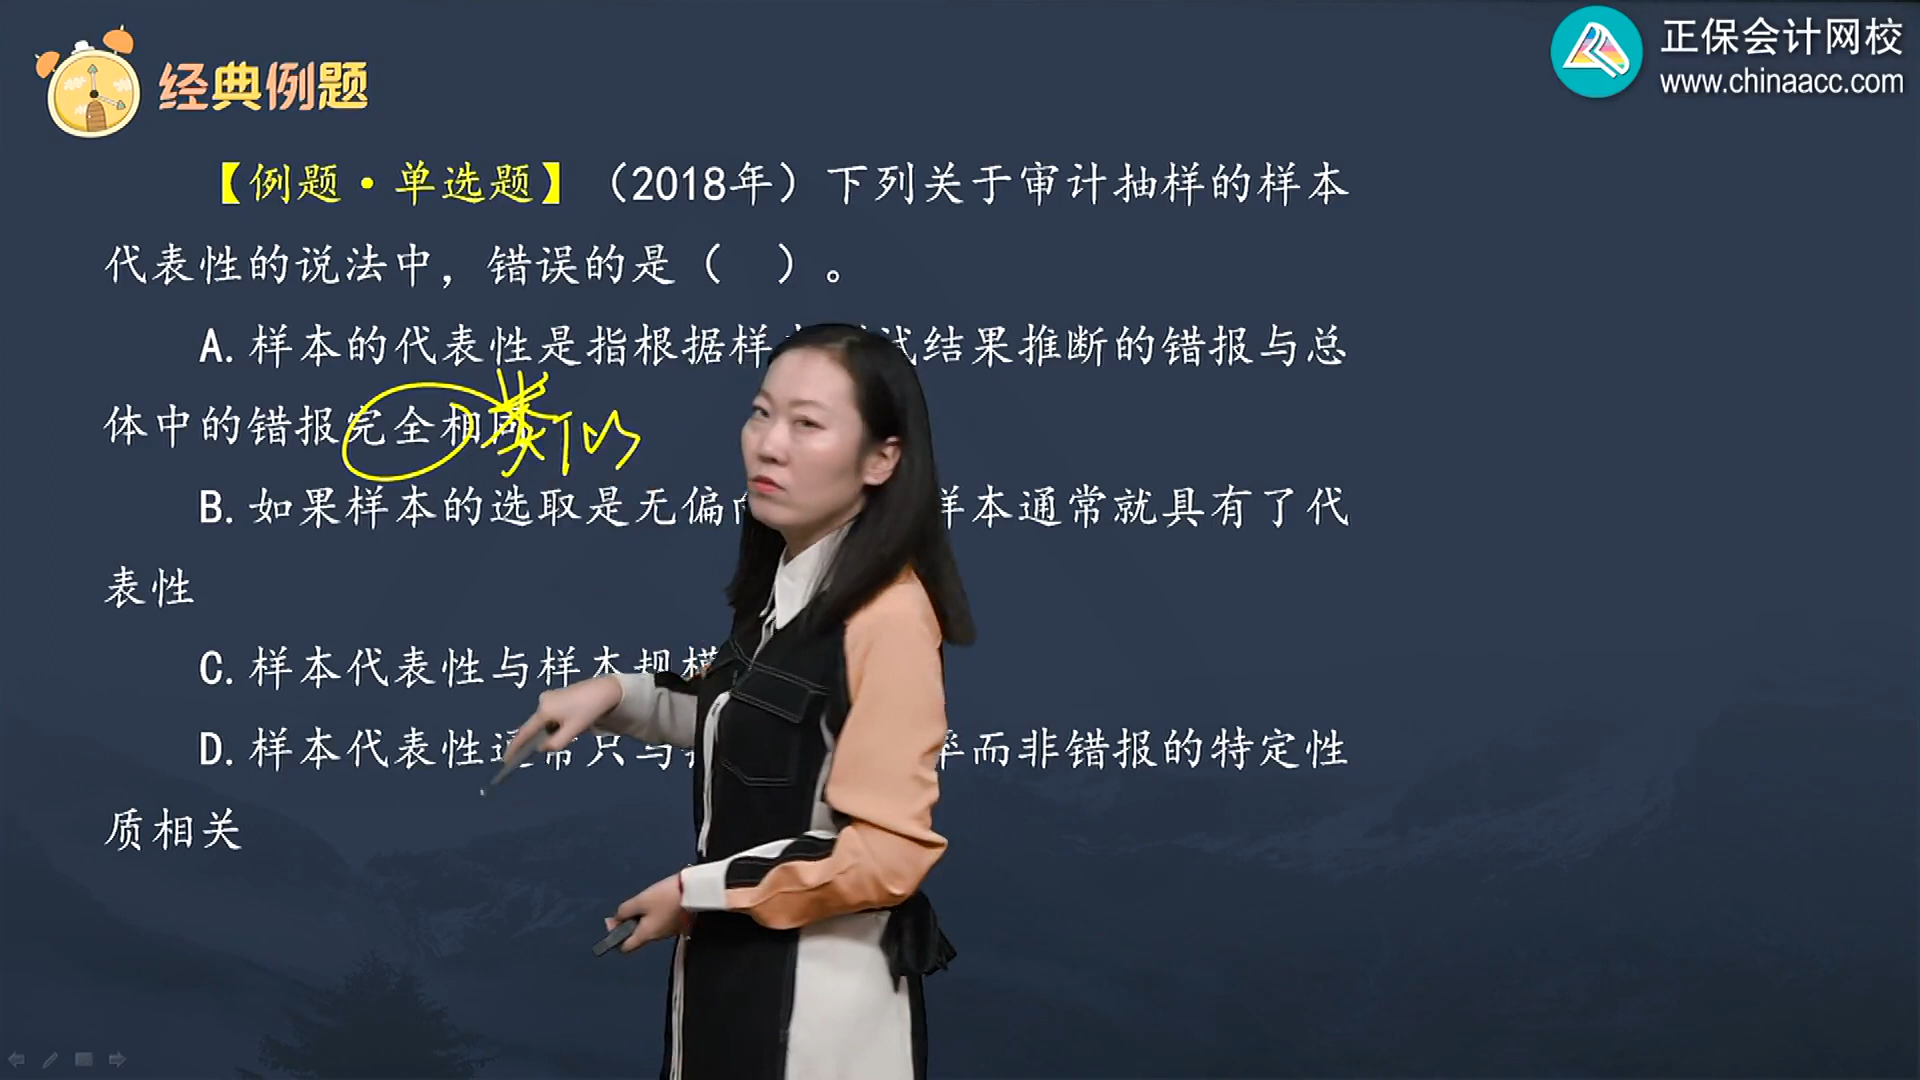 经典例题
正保会计网校
www.chinaacc.com
【例题·单选题】（2018年）下列关于审计抽样的样本
代表性的说法中，错误的是（ ）。
A.样本的代表性是指根据样 结果推断的错报与总
体中的错报完全相同
类似
B.如果样本的选取是无偏 样本通常就具有了代
表性
C.样本代表性与样本规模
D.样本代表性通常只与 率而非错报的特定性
质相关